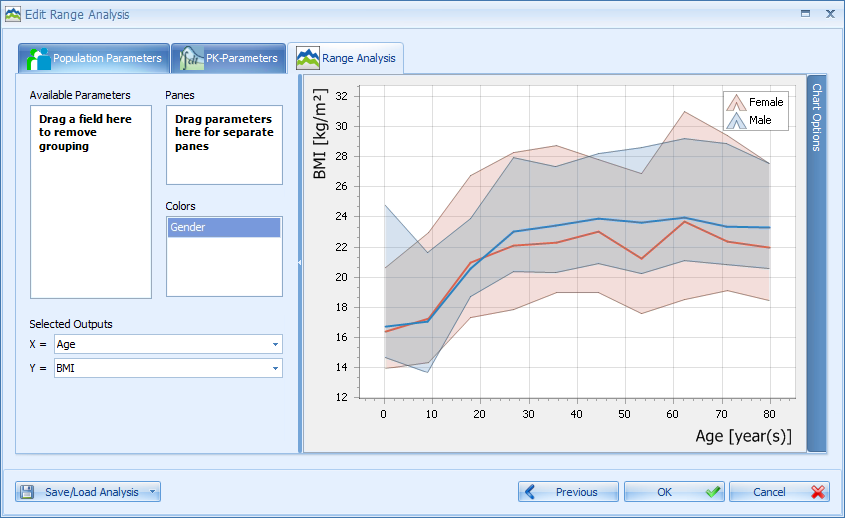 Edit Range Analysis
Population Parameters
PK-Parameters
Range Analysis
Available Parameters
Drag a field here
to remove
grouping
Panes
Drag parameters
here for separate
panes
Colors
Gender
Selected Outputs
X = Age
Y = BMI
BMI [kg/m²]
32
30
28
26
24
22
20
18
16
14
12
0 10 20 30 40 50 60 70 80
Age [year(s)]
Female
Male
Chart Options
Save/Load Analysis
Previous
OK
Cancel